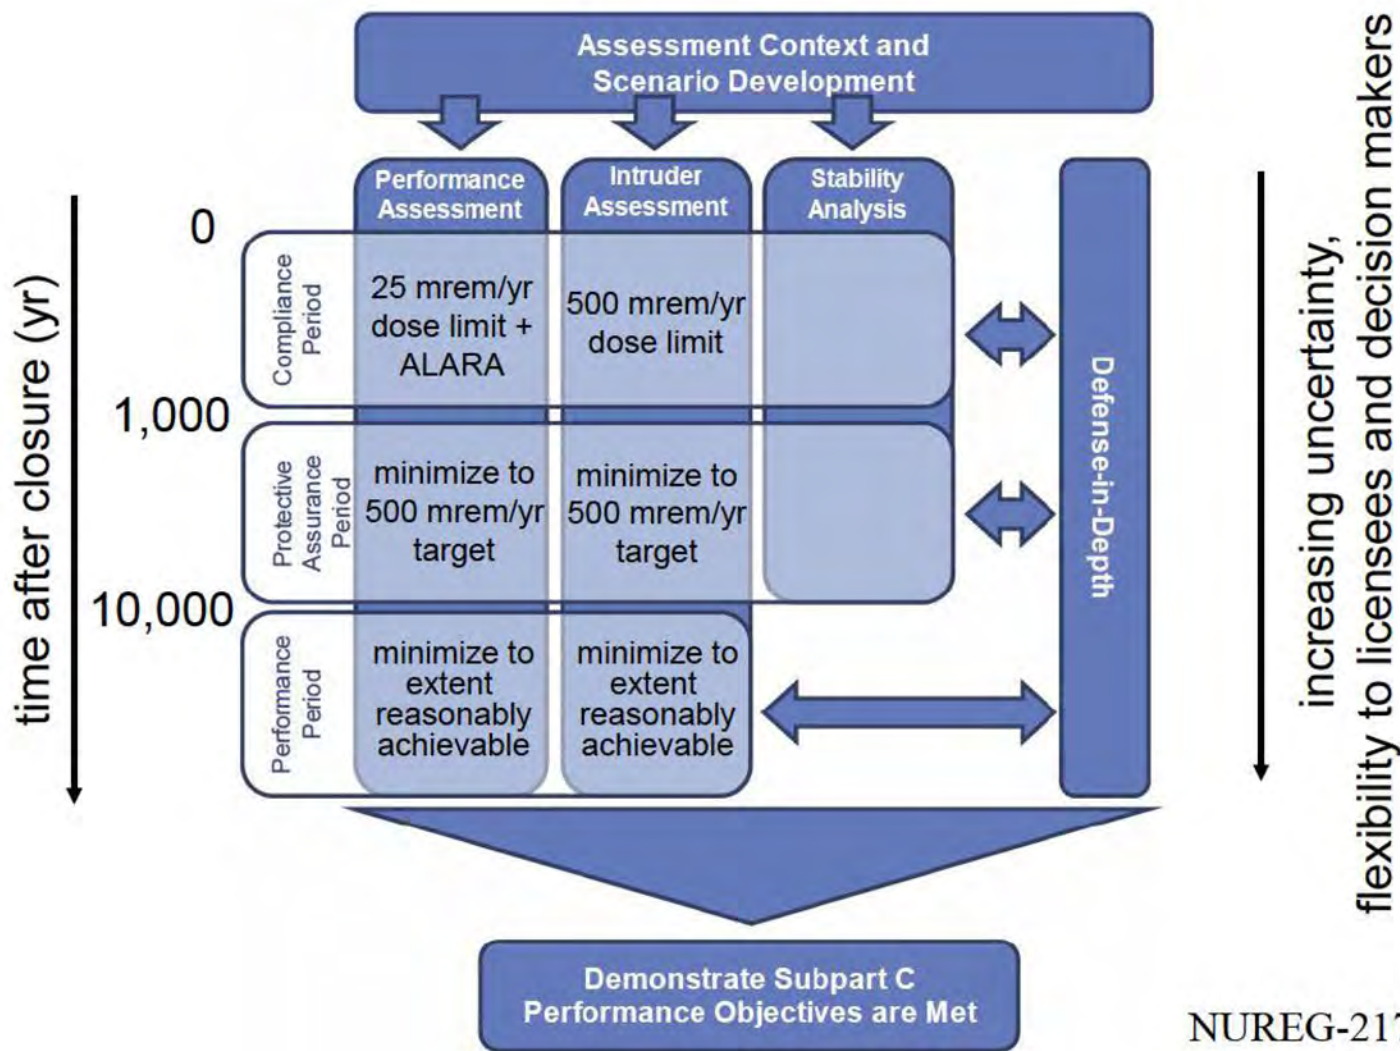 Assessment Context and
Scenario Development
Performance
Assessment
Intruder
Assessment
Stability
Analysis
time after closure (yr)
0
1,000
10,000
Compliance
Period
25 mrem/yr
dose limit +
ALARA
500 mrem/yr
dose limit
Protective
Assurance
Period
minimize to
500 mrem/yr
target
minimize to
500 mrem/yr
target
Performance
Period
minimize to
extent
reasonably
achievable
minimize to
extent
reasonably
achievable
Defense-in-Depth
increasing uncertainty,
flexibility to licensees and decision makers
Demonstrate Subpart C
Performance Objectives are Met
NUREG-217